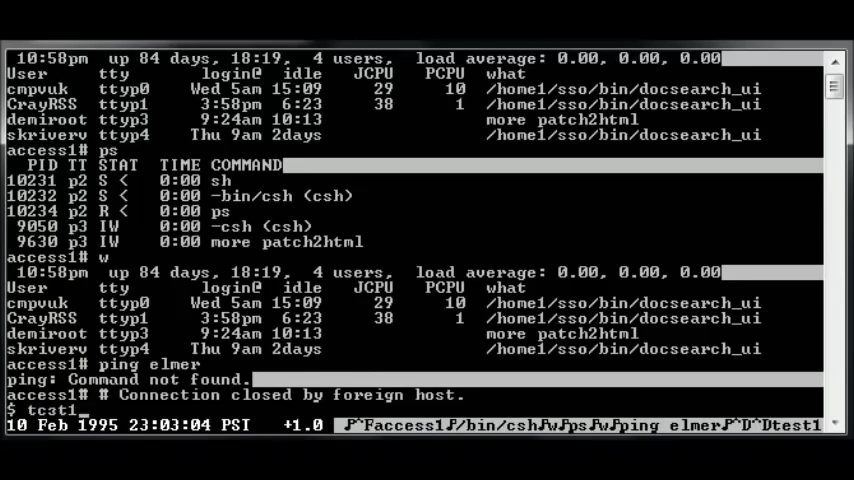 10:58pm  up 84 days, 18:19,  4 users,  load average: 0.00, 0.00, 0.00
User     tty       login@  idle   JCPU   PCPU  what
cmpvuk   ttyp0    Wed 5am 15:09     29     10  /home1/sso/bin/docsearch_ui
CrayRSS  ttyp1     3:58pm  6:23     38      1  /home1/sso/bin/docsearch_ui
demiroot ttyp3     9:24am 10:13                more patch2html
skriverv ttyp4    Thu 9am 2days                /home1/sso/bin/docsearch_ui
access1# ps
PID TT STAT  TIME COMMAND
10231 p2 S <   0:00 sh
10232 p2 S <   0:00 -bin/csh (csh)
10234 p2 R <   0:00 ps
9050 p3 IW    0:00 -csh (csh)
9630 p3 IW    0:00 more patch2html
access1# w
10:58pm  up 84 days, 18:19,  4 users,  load average: 0.00, 0.00, 0.00
User     tty       login@  idle   JCPU   PCPU  what
cmpvuk   ttyp0    Wed 5am 15:09     29     10  /home1/sso/bin/docsearch_ui
CrayRSS  ttyp1     3:58pm  6:23     38      1  /home1/sso/bin/docsearch_ui
demiroot ttyp3     9:24am 10:13                more patch2html
skriverv ttyp4    Thu 9am 2days                /home1/sso/bin/docsearch_ui
access1# ping elmer
ping: Command not found.
access1# # Connection closed by foreign host.
$ test1_
10 Feb 1995 23:03:04 PST   +1.0  ♪^Faccess1♪/bin/csh♪w♪ps♪w♪ping elmer♪^D^Dtest1